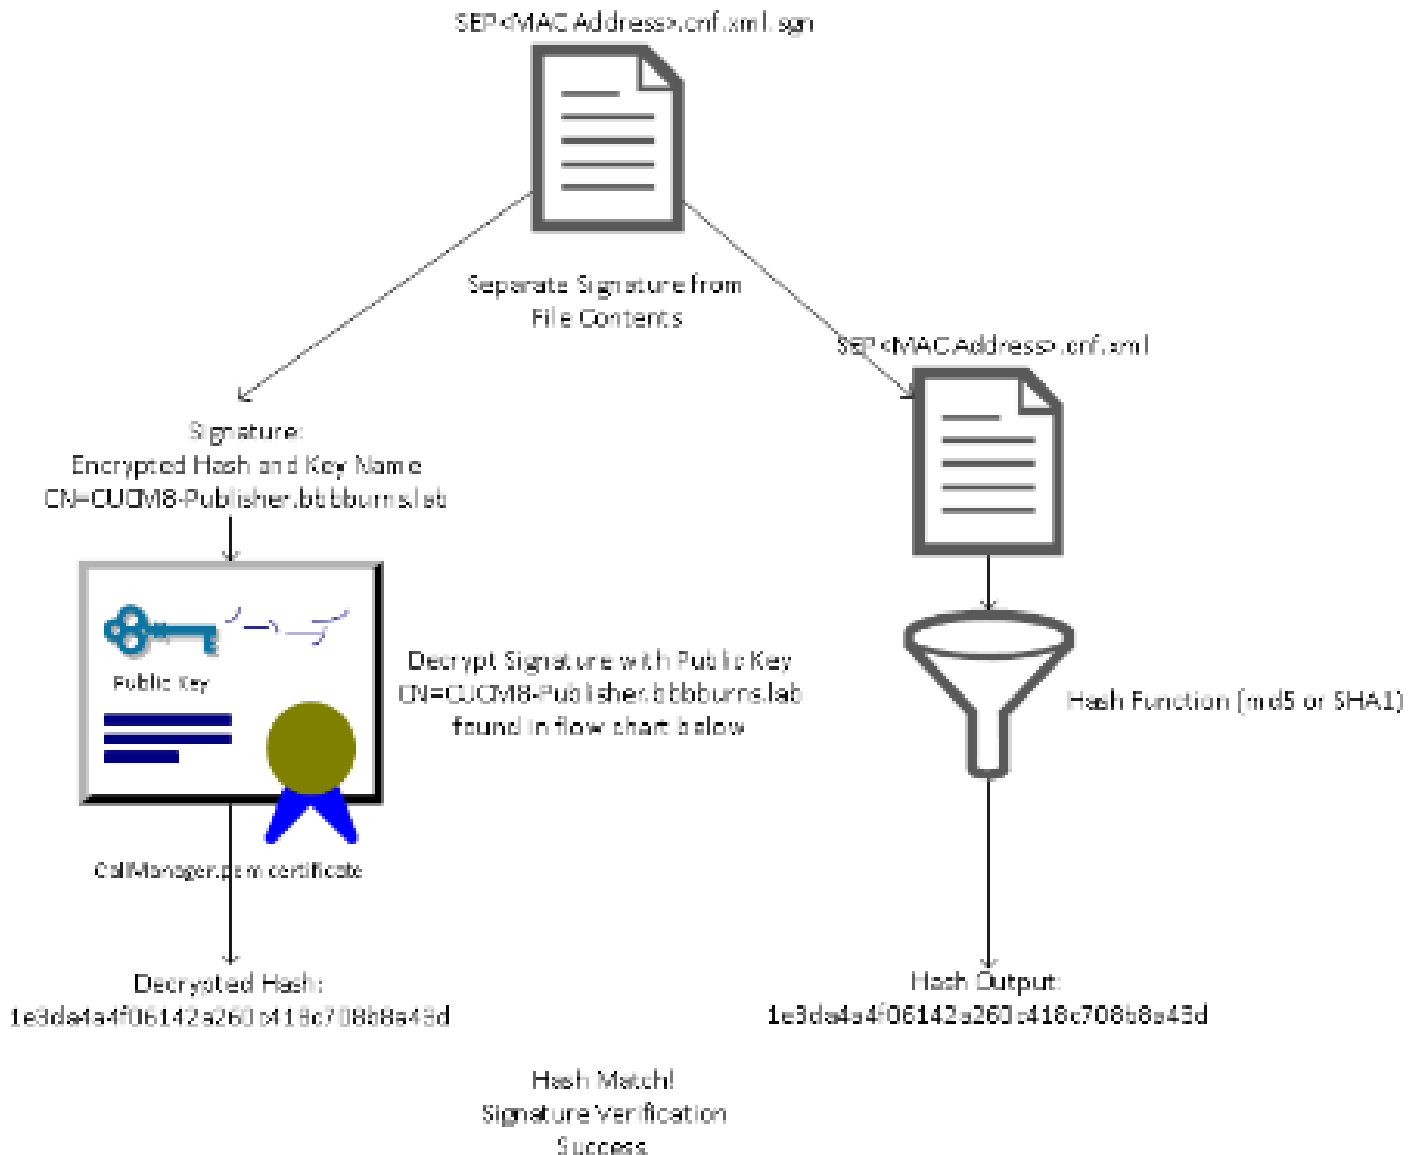 SEP<MAC Address>.cnf.xml.sgn
Separate Signature from
File Contents
SEP<MAC Address>.cnf.xml
Signature:
Encrypted Hash and Key Name
CN=CUCM8-Publisher.bbbburns.lab
Public Key
Decrypt Signature with Public Key
CN=CUCM8-Publisher.bbbburns.lab
found in flow chart below
Hash Function (md5 or SHA1)
CallManager.pem certificate
Decrypted Hash:
Hash Output:
Hash Match!
Signature Verification
Success